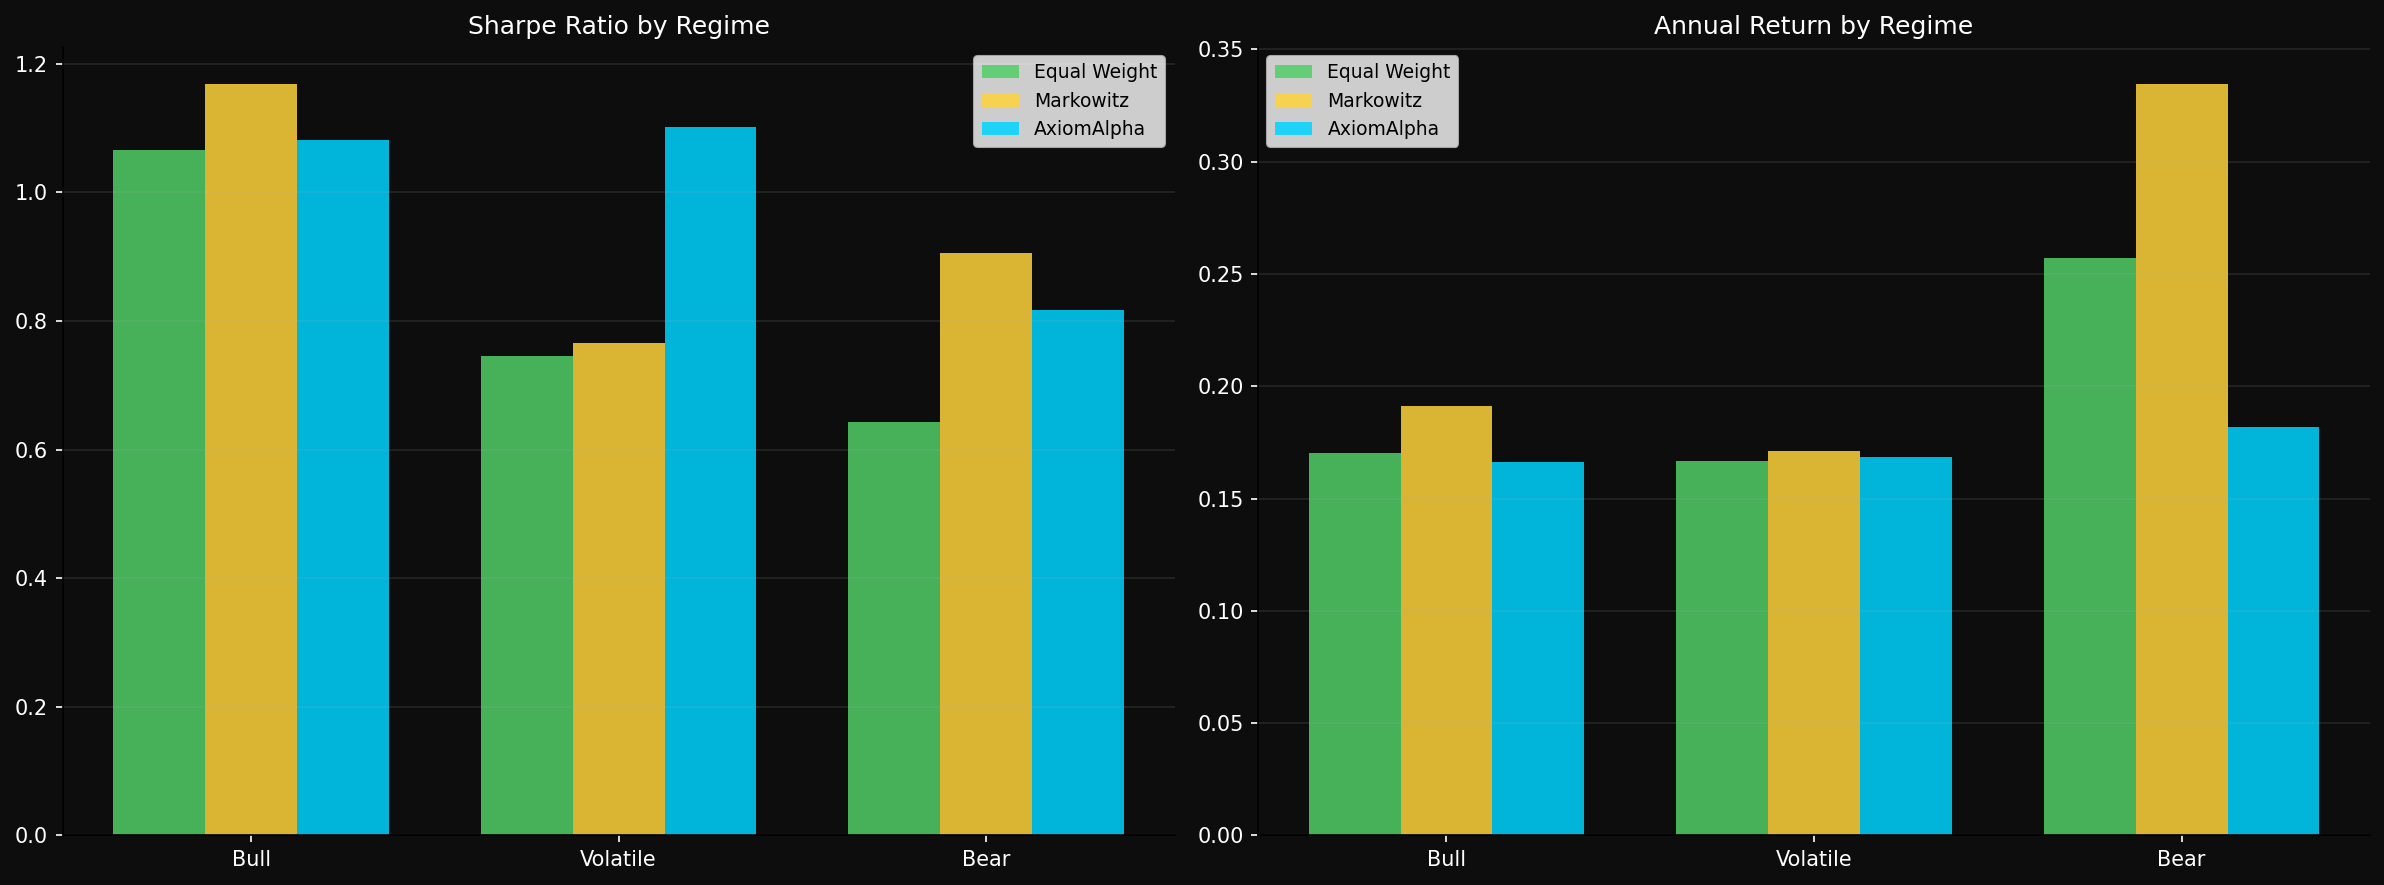 Sharpe Ratio by Regime
1.2
1.0
0.8
0.6
0.4
0.2
0.0
Equal Weight
Markowitz
AxiomAlpha
Bull
Volatile
Bear
Annual Return by Regime
0.35
0.30
0.25
0.20
0.15
0.10
0.05
0.00
Equal Weight
Markowitz
AxiomAlpha
Bull
Volatile
Bear